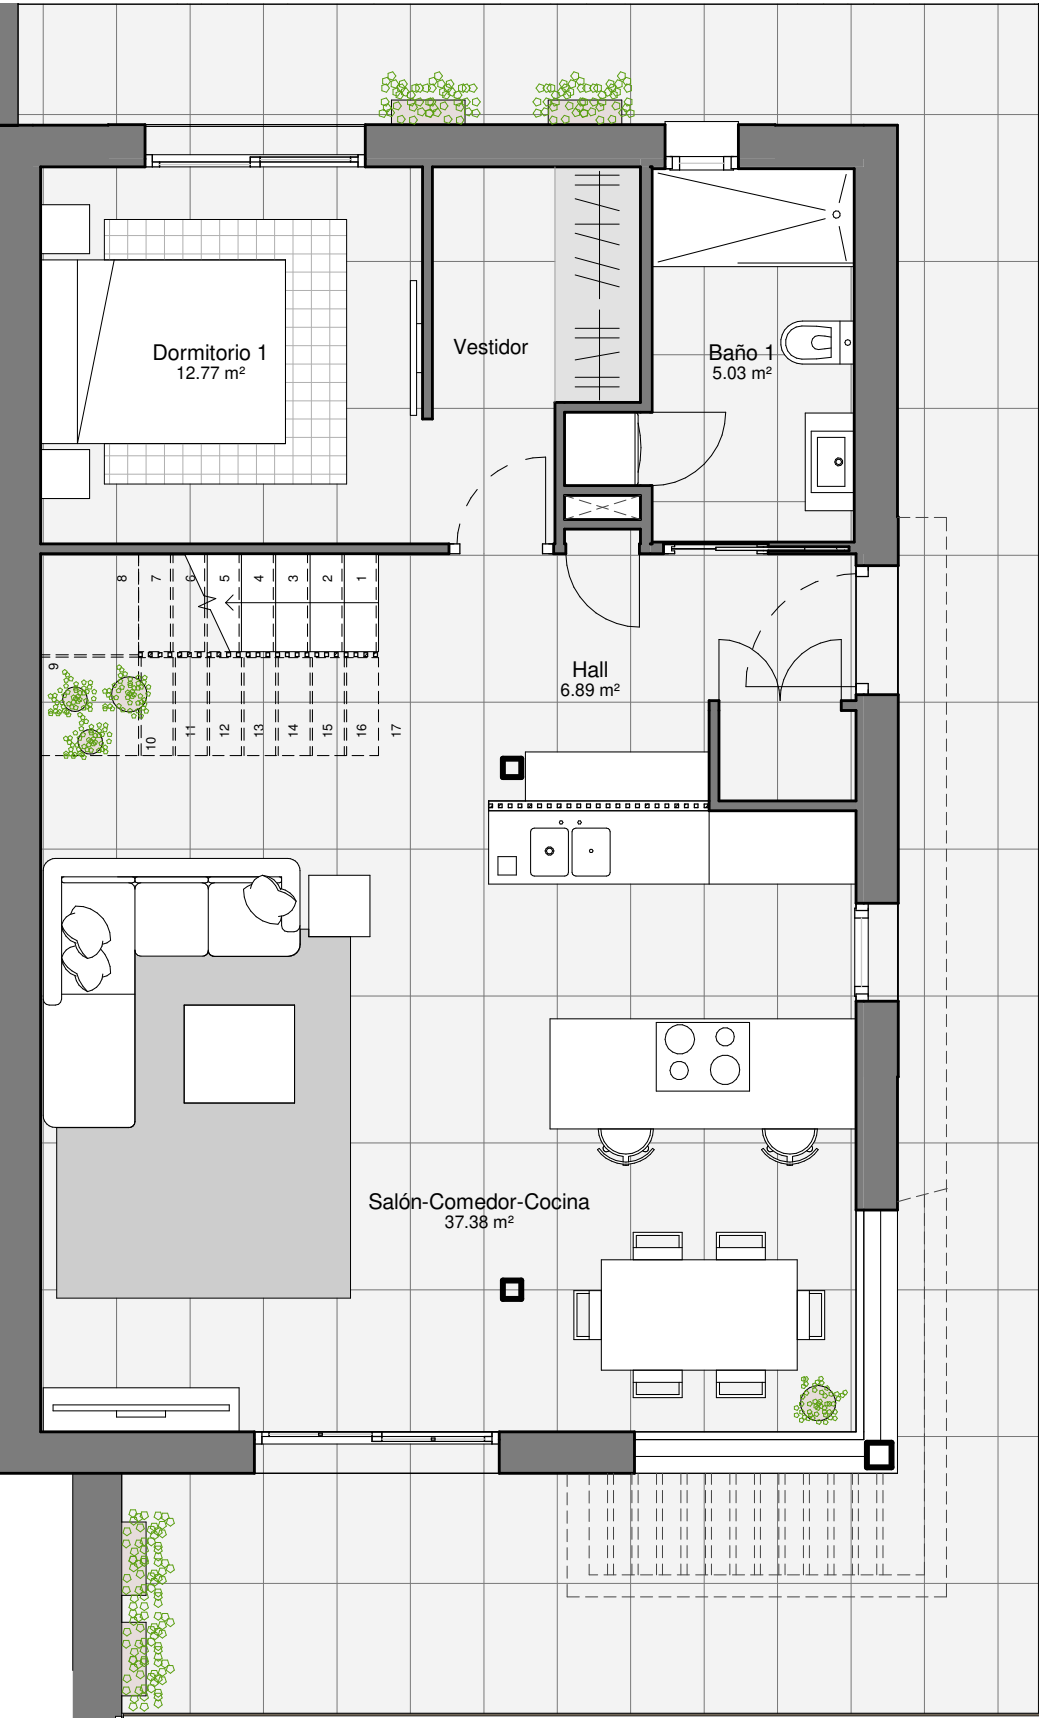 Dormitorio 1
12.77 m²
Vestidor
Baño 1
5.03 m²
8
7
6
5
4
3
2
1
9
10
11
12
13
14
15
16
17
Hall
6.89 m²
Salón-Comedor-Cocina
37.38 m²